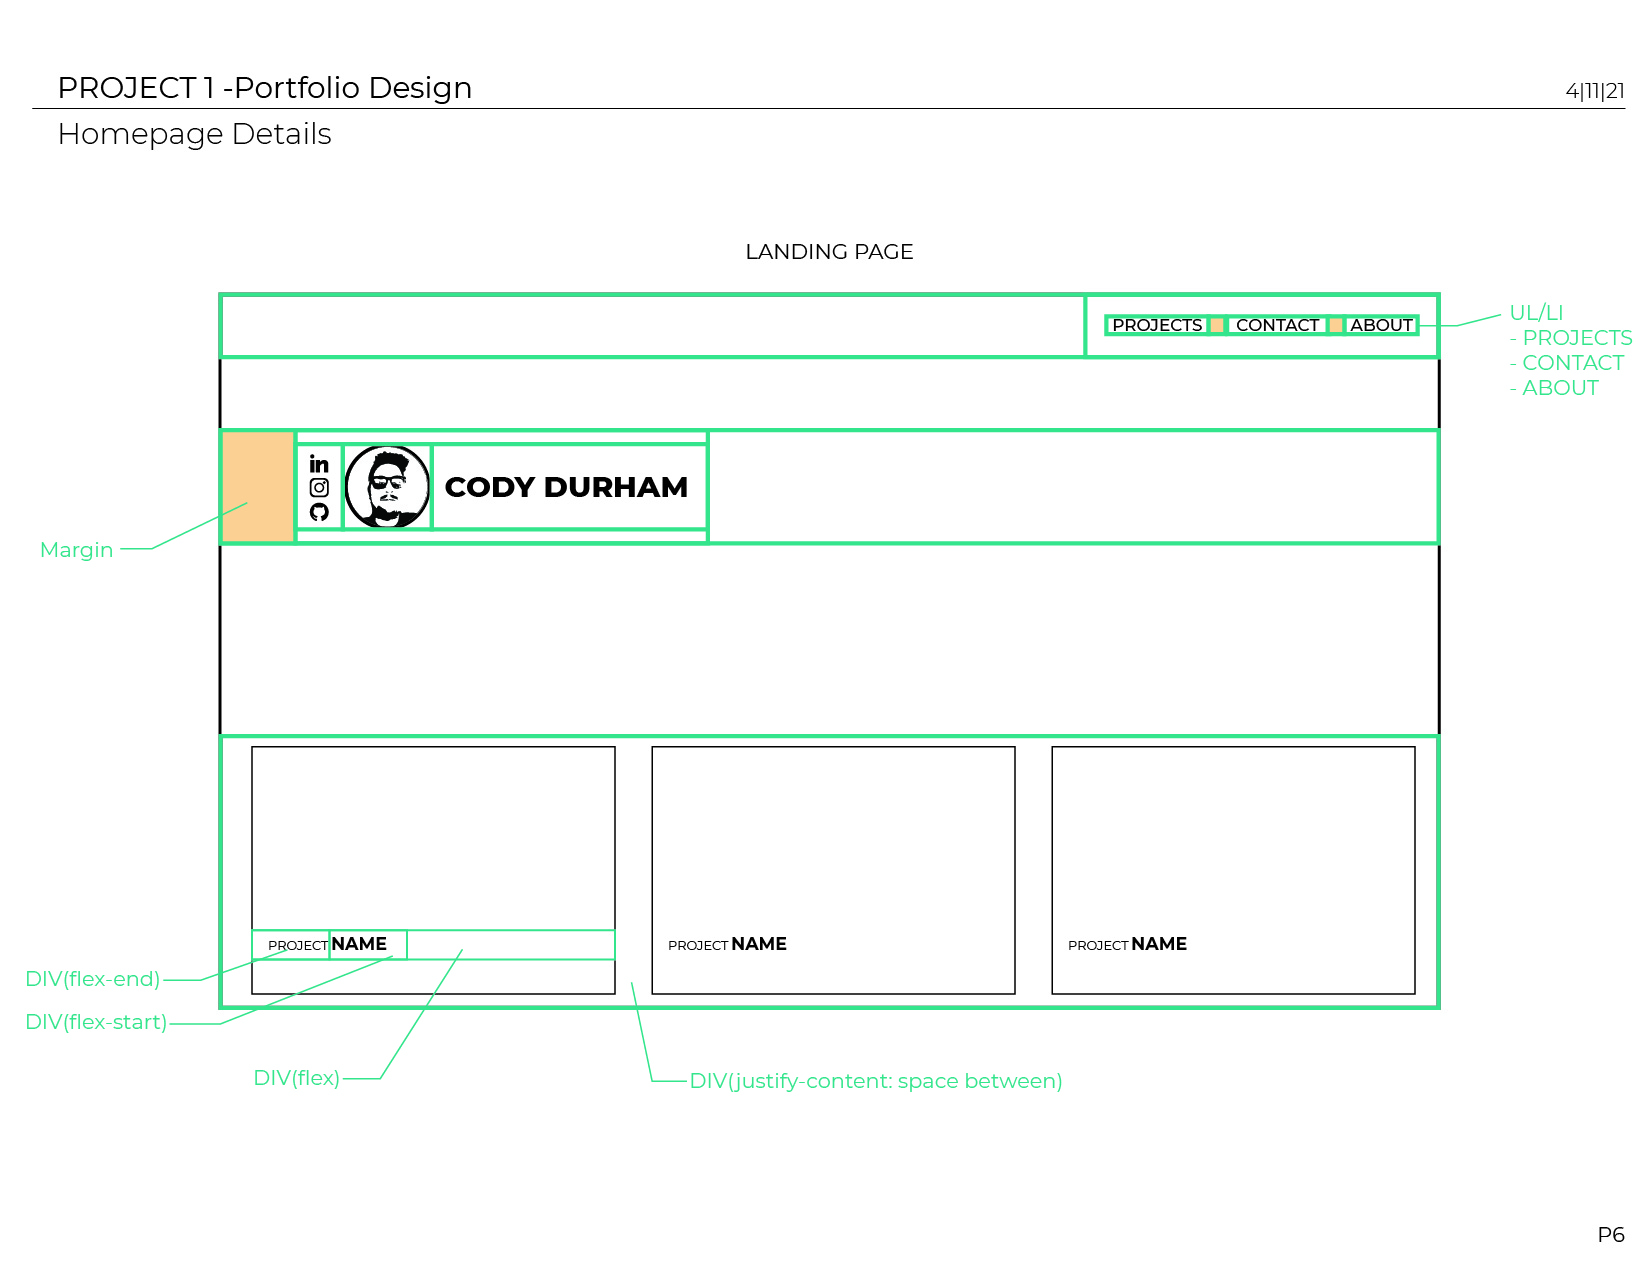 PROJECT 1 -Portfolio Design
4|11|21
Homepage Details
LANDING PAGE
PROJECTS CONTACT ABOUT
UL/LI
- PROJECTS
- CONTACT
- ABOUT
in
CODY DURHAM
Margin
PROJECT NAME
PROJECT NAME
PROJECT NAME
DIV(flex-end)
DIV(flex-start)
DIV(flex)
DIV(justify-content: space between)
P6